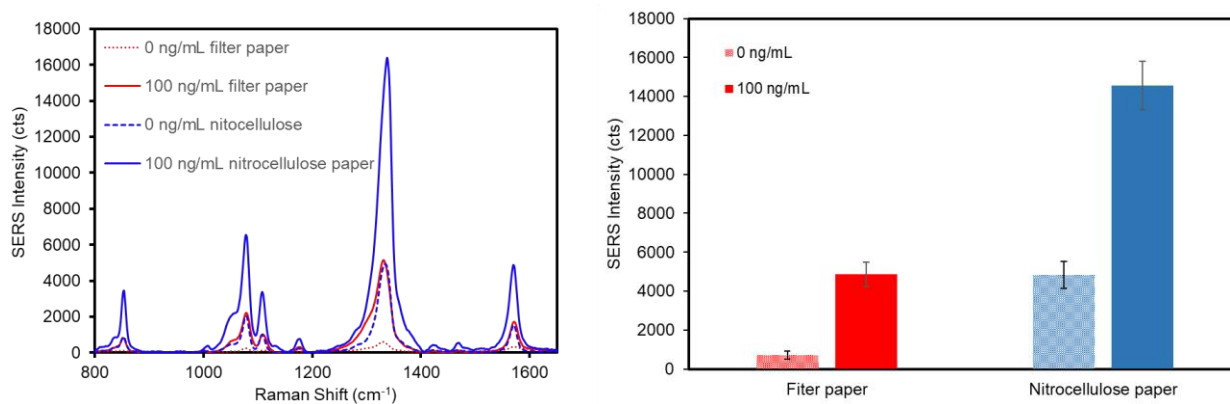 18000
16000
14000
12000
10000
8000
6000
4000
2000
0
SERS Intensity (cts)
0 ng/mL filter paper
100 ng/mL filter paper
0 ng/mL nitocellulose
100 ng/mL nitrocellulose paper
800
1000
1200
1400
1600
Raman Shift (cm⁻¹)
18000
16000
14000
12000
10000
8000
6000
4000
2000
0
SERS Intensity (cts)
0 ng/mL
100 ng/mL
Fiter paper
Nitrocellulose paper